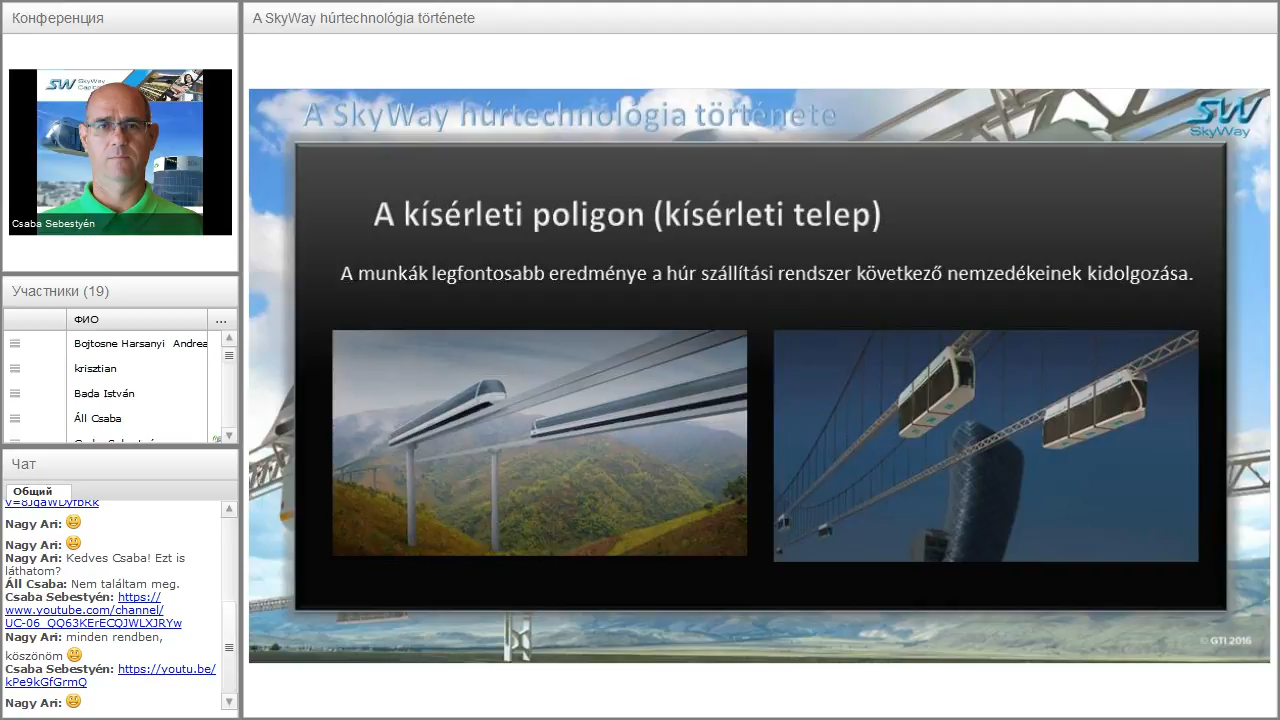 Конференция
SW SkyWay
Csaba Sebestyén
Участники (19)
ФИО
...
Bojtosne Harsanyi Andrea
krisztian
Bada István
Áll Csaba
Чат
Общий
v=8JgaWDyfbRk
Nagy Ari:
Nagy Ari:
Nagy Ari: Kedves Csaba! Ezt is
láthatom?
Áll Csaba: Nem találtam meg.
Csaba Sebestyén: https://
www.youtube.com/channel/
UC-06_QQ63KErECQJWLXJRYw
Nagy Ari: minden rendben,
köszönöm
Csaba Sebestyén: https://youtu.be/
kPe9kGfGrmQ
Nagy Ari:
A SkyWay húrtechnológia története
A SkyWay húrtechnológia története
SW
SkyWay
A kísérleti poligon (kísérleti telep)
A munkák legfontosabb eredménye a húr szállítási rendszer következő nemzedékeinek kidolgozása.
© GTI 2016